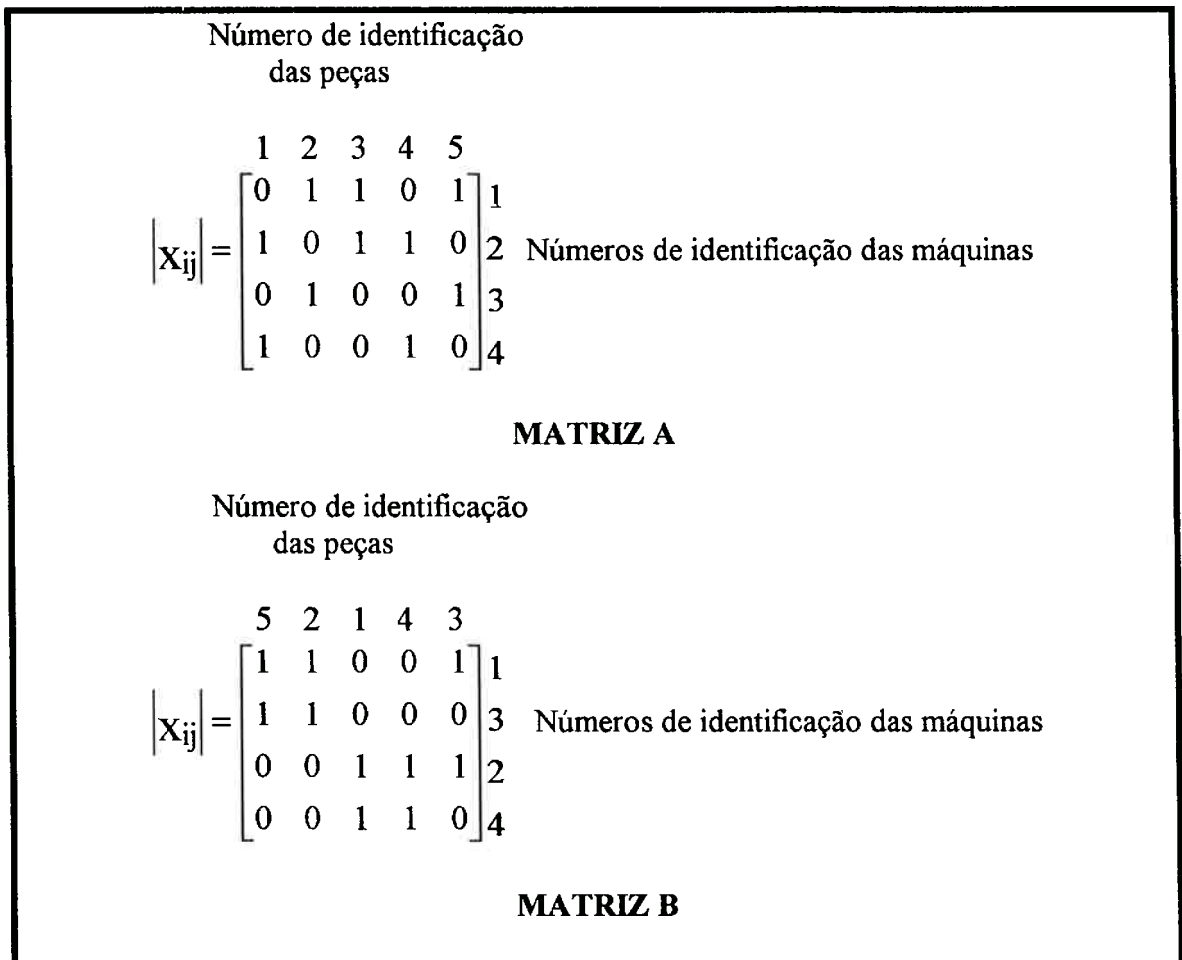 Número de identificação
das peças
1 2 3 4 5
0 1 1 0 1 1
|Xij| = 1 0 1 1 0 2 Números de identificação das máquinas
0 1 0 0 1 3
1 0 0 1 0 4
MATRIZ A
Número de identificação
das peças
5 2 1 4 3
1 1 0 0 1 1
|Xij| = 1 1 0 0 0 3 Números de identificação das máquinas
0 0 1 1 1 2
0 0 1 1 0 4
MATRIZ B